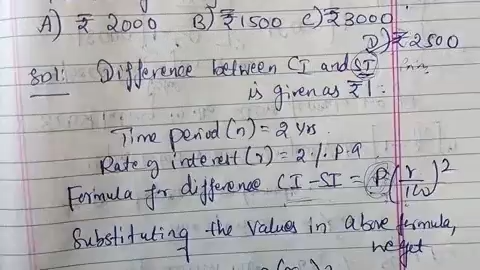 A) ₹ 2000 B) ₹1500 C) ₹3000
D) ₹2500
Sol: Difference between CI and SI
is given as ₹1.
Time period (n) = 2 yrs
Rate of interest (r) = 2% P.a
Formula for difference CI - SI = P(r/100)^2
Substituting the values in above formula,
we get